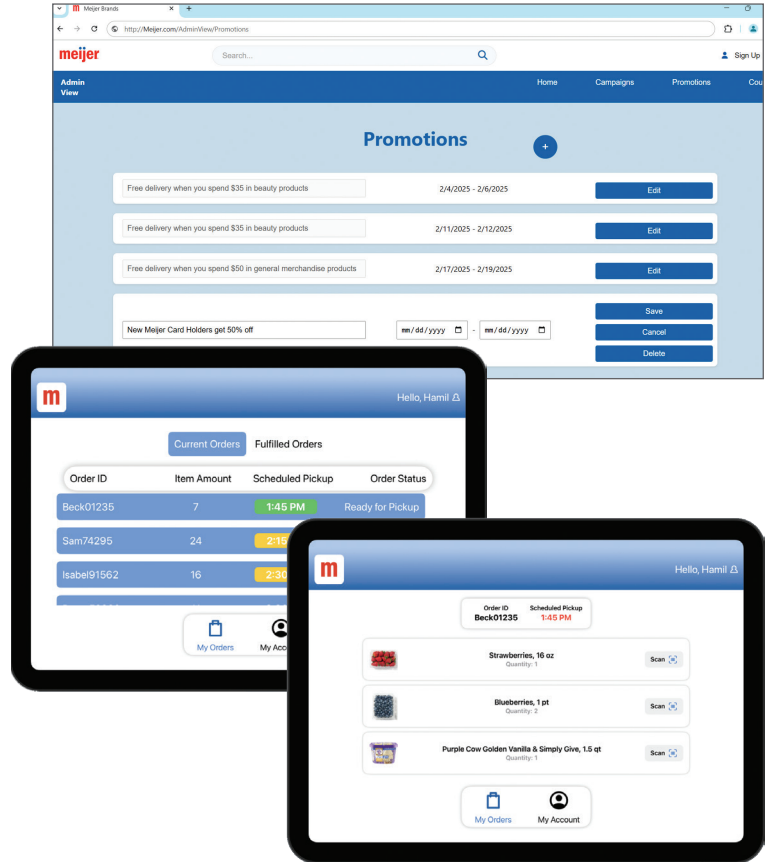 m Meijer Brands
http://Meijer.com/AdminView/Promotions
meijer
Search...
Sign Up
Admin
View
Home
Campaigns
Promotions
Cou
Promotions
+
Free delivery when you spend $35 in beauty products
2/4/2025 - 2/6/2025
Edit
Free delivery when you spend $35 in beauty products
2/11/2025 - 2/12/2025
Edit
Free delivery when you spend $50 in general merchandise products
2/17/2025 - 2/19/2025
Edit
New Meijer Card Holders get 50% off
mm/dd/yyyy - mm/dd/yyyy
Save
Cancel
Delete
m
Hello, Hamil
Current Orders
Fulfilled Orders
Order ID Item Amount Scheduled Pickup Order Status
Beck01235 7 1:45 PM Ready for Pickup
Sam74295 24 2:15
Isabel91562 16 2:30
My Orders
My Acco
m
Hello, Hamil
Order ID Scheduled Pickup
Beck01235 1:45 PM
Strawberries, 16 oz
Quantity: 1
Scan
Blueberries, 1 pt
Quantity: 2
Scan
Purple Cow Golden Vanilla & Simply Give, 1.5 qt
Quantity: 1
Scan
My Orders
My Account